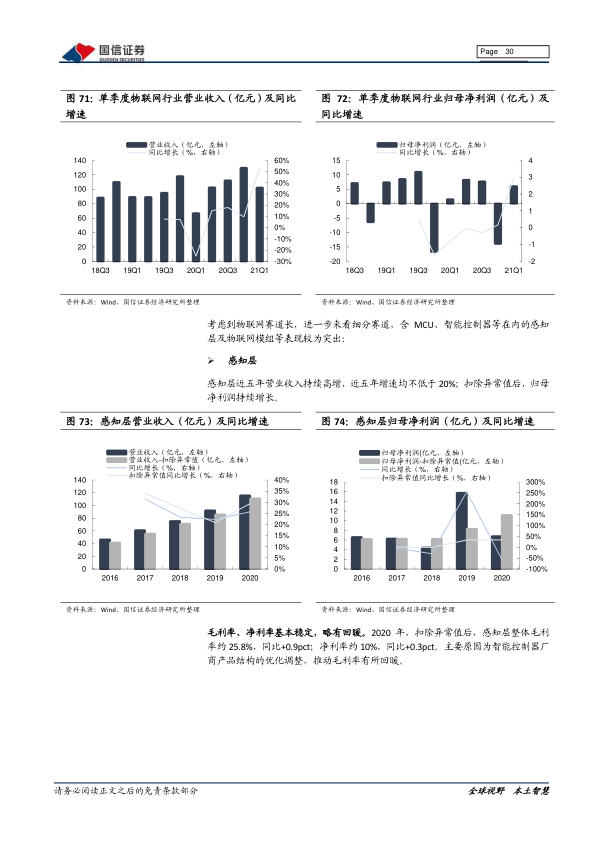 国信证券
GUOSEN SECURITIES
Page 30
图 71：单季度物联网行业营业收入（亿元）及同比
增速
营业收入（亿元，左轴）
同比增长（%，右轴）
140
120
100
80
60
40
20
0
60%
50%
40%
30%
20%
10%
0%
-10%
-20%
-30%
18Q3 19Q1 19Q3 20Q1 20Q3 21Q1
资料来源：Wind、国信证券经济研究所整理
图 72：单季度物联网行业归母净利润（亿元）及
同比增速
归母净利润（亿元，左轴）
同比增长（%，右轴）
15
10
5
0
-5
-10
-15
-20
4
3
2
1
0
-1
-2
18Q3 19Q1 19Q3 20Q1 20Q3 21Q1
资料来源：Wind、国信证券经济研究所整理
考虑到物联网赛道长，进一步来看细分赛道，含 MCU、智能控制器等在内的感知
层及物联网模组等表现较为突出：
➢ 感知层
感知层近五年营业收入持续高增，近五年增速均不低于 20%；扣除异常值后，归母
净利润持续增长。
图 73：感知层营业收入（亿元）及同比增速
营业收入（亿元，左轴）
营业收入-扣除异常值（亿元，左轴）
同比增长（%，右轴）
扣除异常值同比增长（%，右轴）
140
120
100
80
60
40
20
0
40%
35%
30%
25%
20%
15%
10%
5%
0%
2016 2017 2018 2019 2020
资料来源：Wind、国信证券经济研究所整理
图 74：感知层归母净利润（亿元）及同比增速
归母净利润(亿元，左轴)
归母净利润-扣除异常值(亿元，左轴)
同比增长（%，右轴）
扣除异常值同比增长（%，右轴）
18
16
14
12
10
8
6
4
2
0
300%
250%
200%
150%
100%
50%
0%
-50%
-100%
2016 2017 2018 2019 2020
资料来源：Wind、国信证券经济研究所整理
毛利率、净利率基本稳定，略有回暖。2020 年，扣除异常值后，感知层整体毛利
率约 25.8%，同比+0.9pct；净利率约 10%，同比+0.3pct。主要原因为智能控制器厂
商产品结构的优化调整，推动毛利率有所回暖。
请务必阅读正文之后的免责条款部分
全球视野 本土智慧